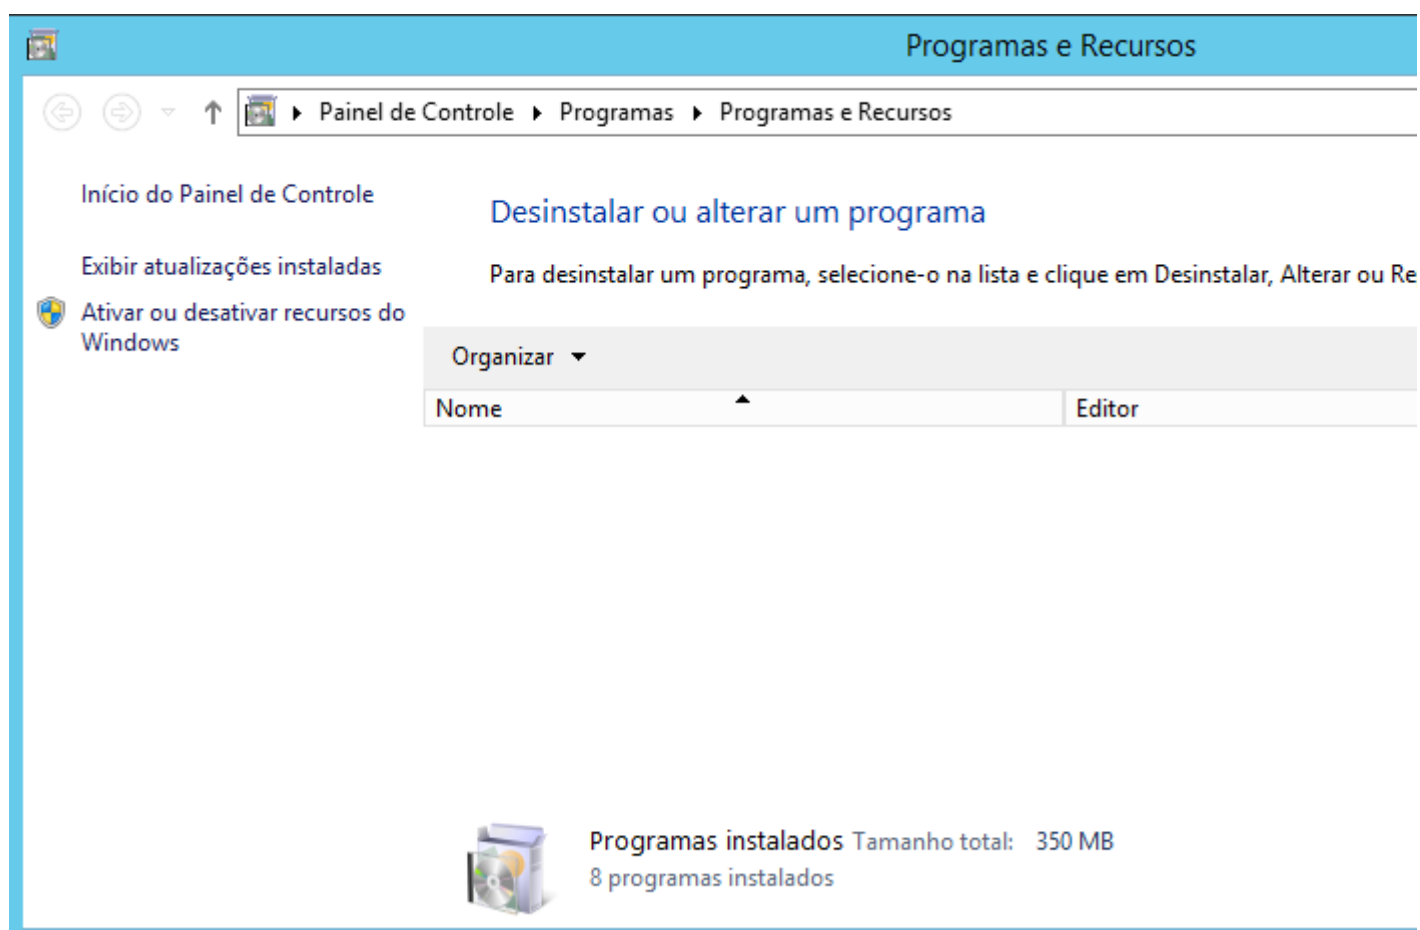 Programas e Recursos
Painel de Controle Programas Programas e Recursos
Início do Painel de Controle
Exibir atualizações instaladas
Ativar ou desativar recursos do
Windows
Desinstalar ou alterar um programa
Para desinstalar um programa, selecione-o na lista e clique em Desinstalar, Alterar ou Re
Organizar
Nome Editor
Programas instalados Tamanho total: 350 MB
8 programas instalados